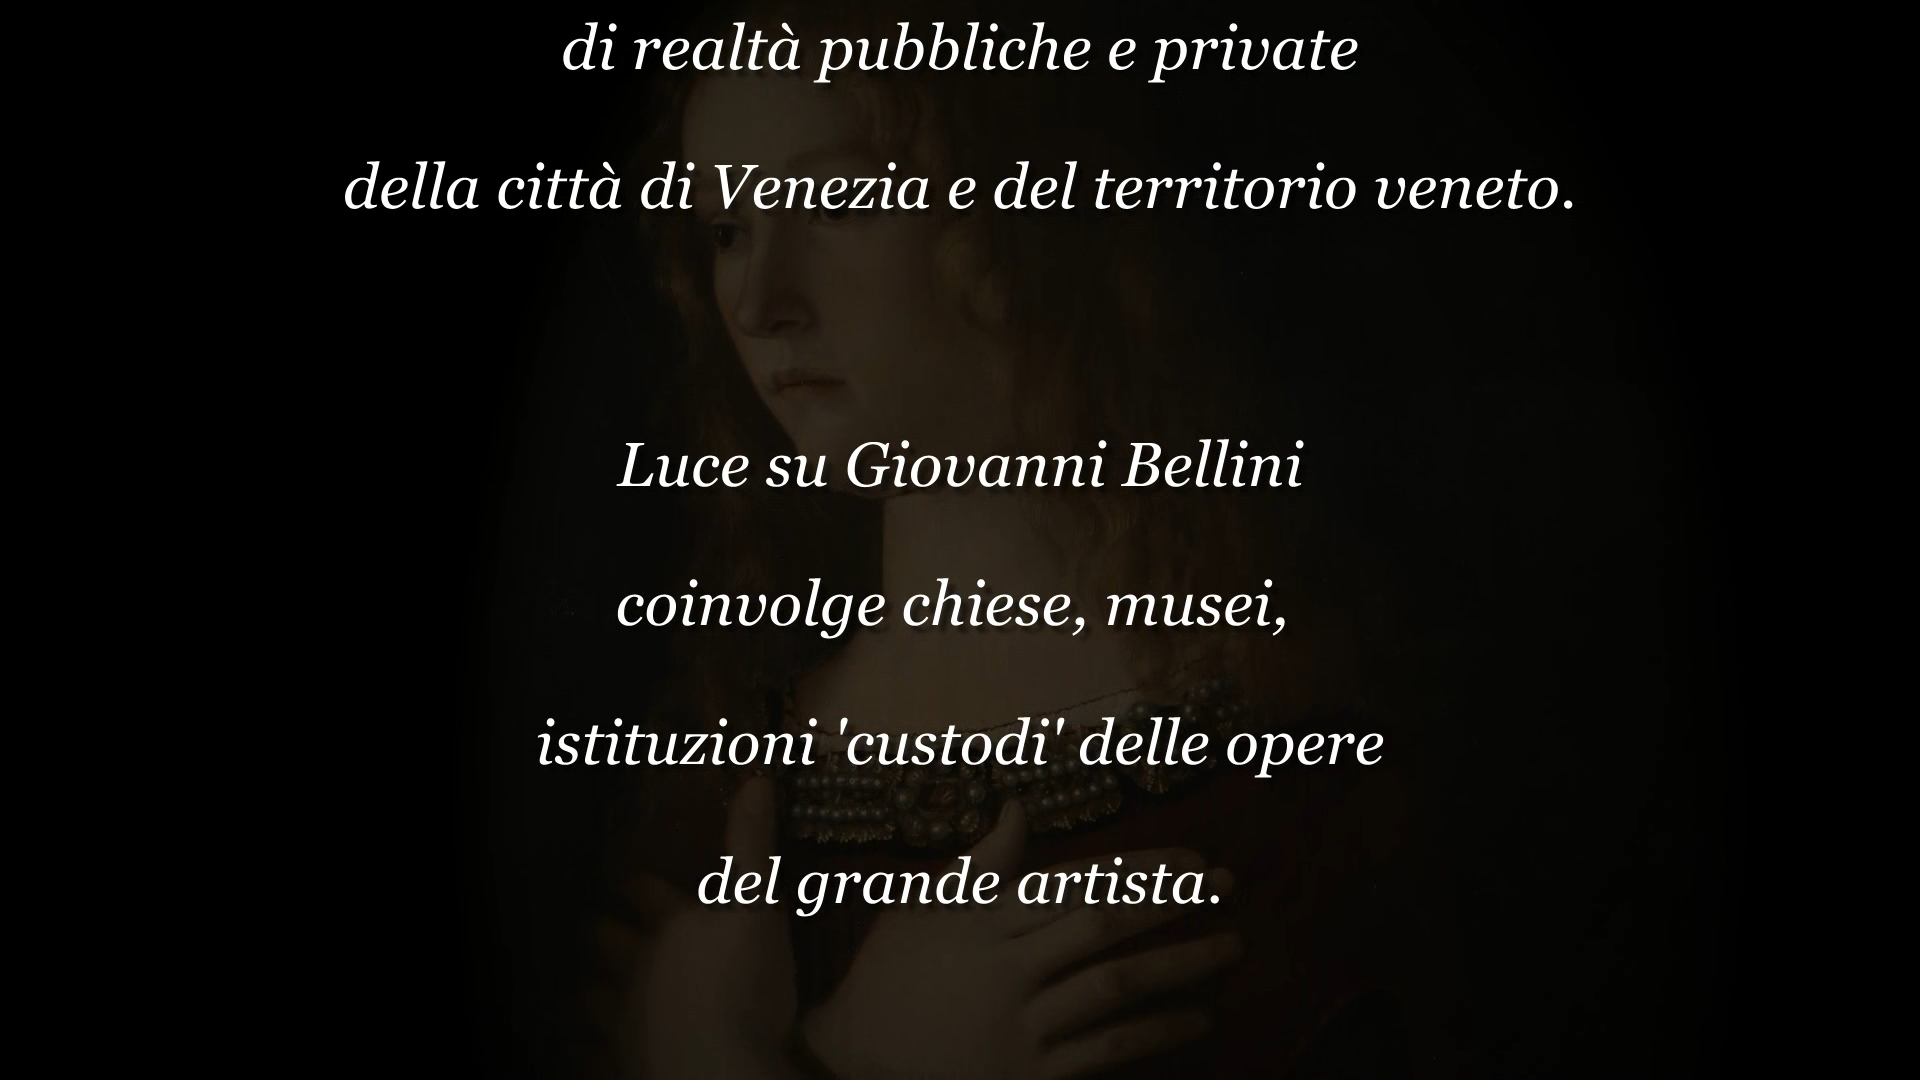 di realtà pubbliche e private
della città di Venezia e del territorio veneto.
Luce su Giovanni Bellini
coinvolge chiese, musei,
istituzioni 'custodi' delle opere
del grande artista.